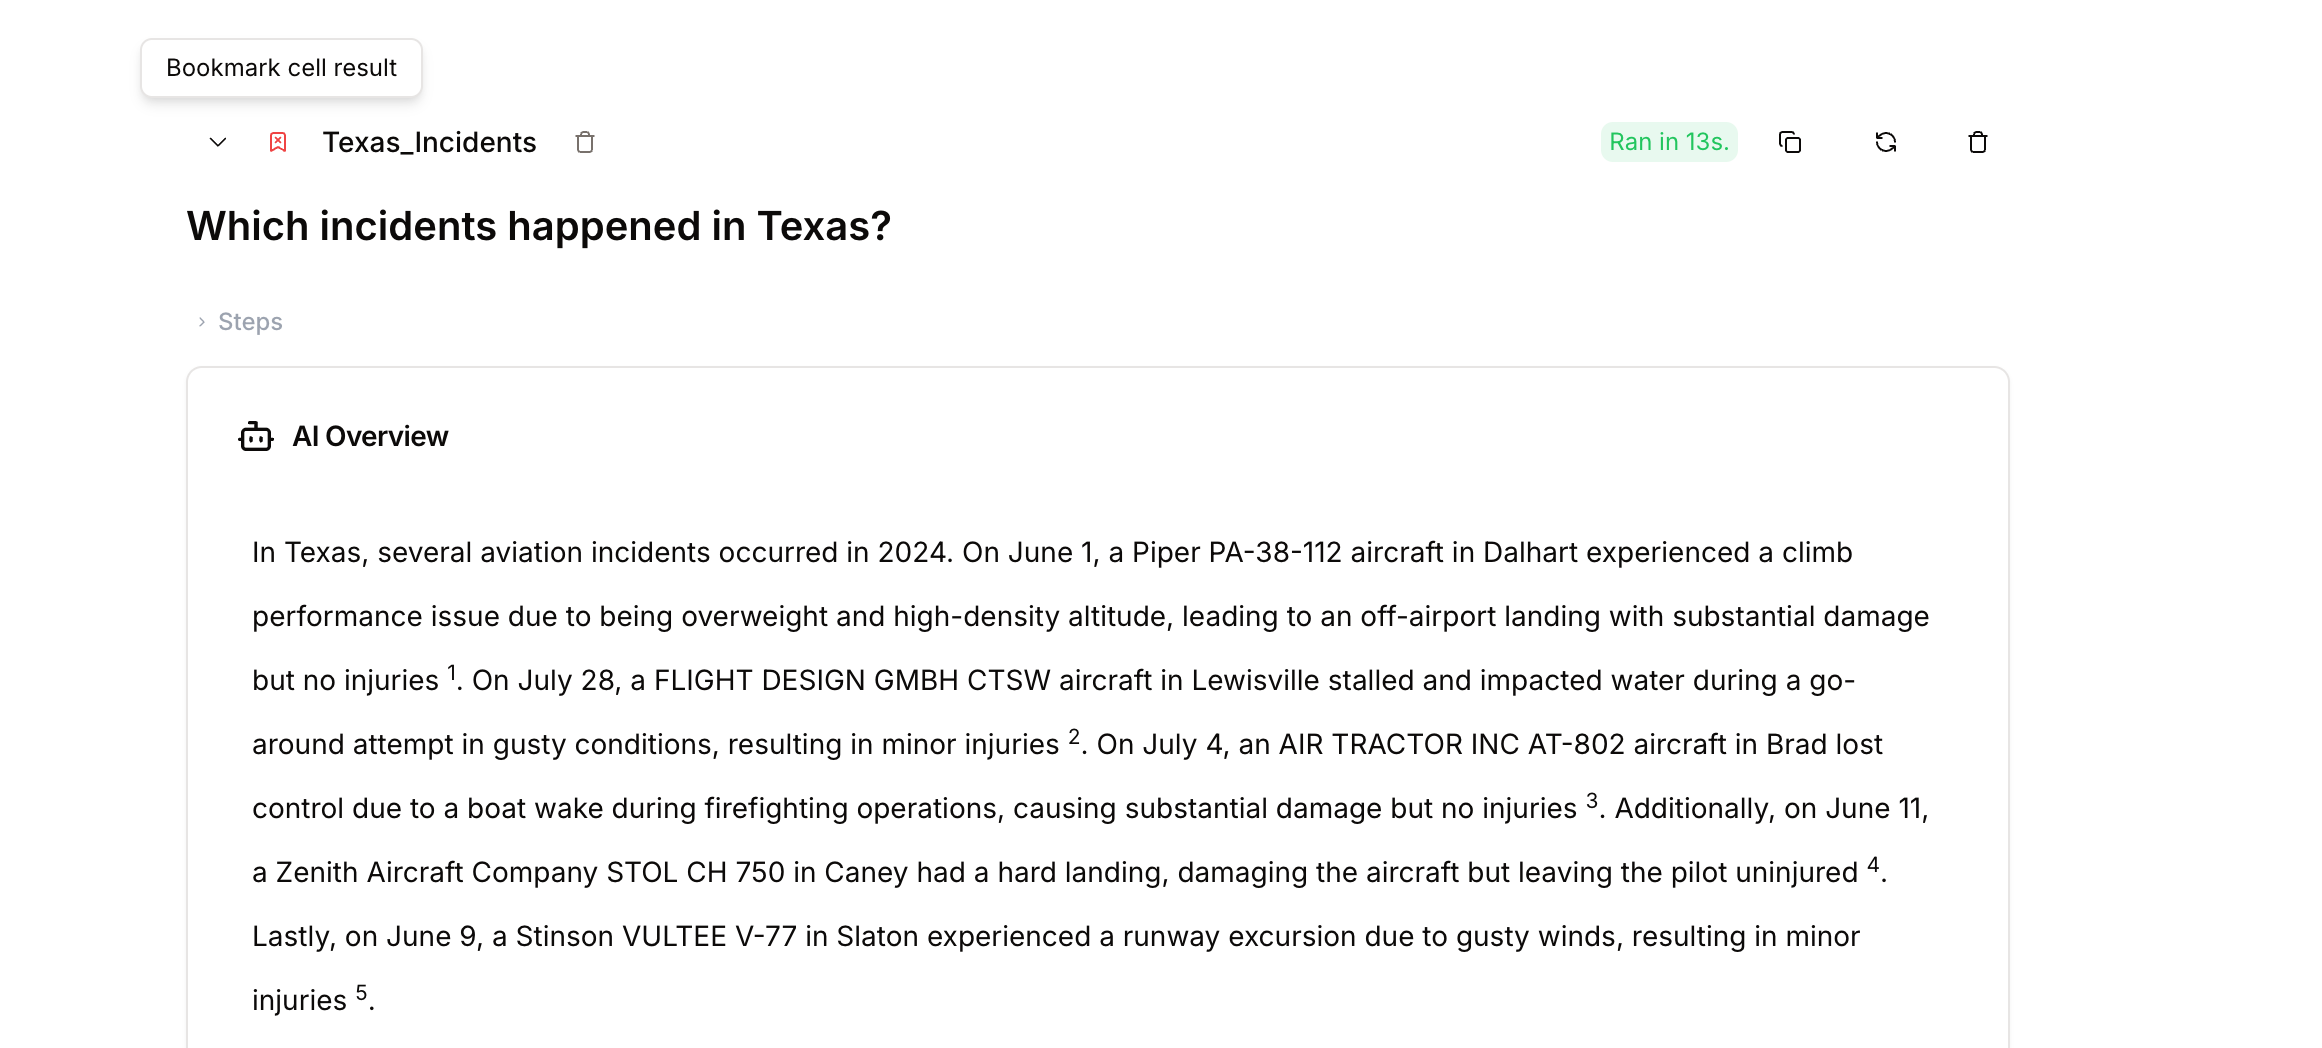 Bookmark cell result
Texas_Incidents
Ran in 13s.
Which incidents happened in Texas?
Steps
AI Overview
In Texas, several aviation incidents occurred in 2024. On June 1, a Piper PA-38-112 aircraft in Dalhart experienced a climb
performance issue due to being overweight and high-density altitude, leading to an off-airport landing with substantial damage
but no injuries 1. On July 28, a FLIGHT DESIGN GMBH CTSW aircraft in Lewisville stalled and impacted water during a go-
around attempt in gusty conditions, resulting in minor injuries 2. On July 4, an AIR TRACTOR INC AT-802 aircraft in Brad lost
control due to a boat wake during firefighting operations, causing substantial damage but no injuries 3. Additionally, on June 11,
a Zenith Aircraft Company STOL CH 750 in Caney had a hard landing, damaging the aircraft but leaving the pilot uninjured 4.
Lastly, on June 9, a Stinson VULTEE V-77 in Slaton experienced a runway excursion due to gusty winds, resulting in minor
injuries 5.